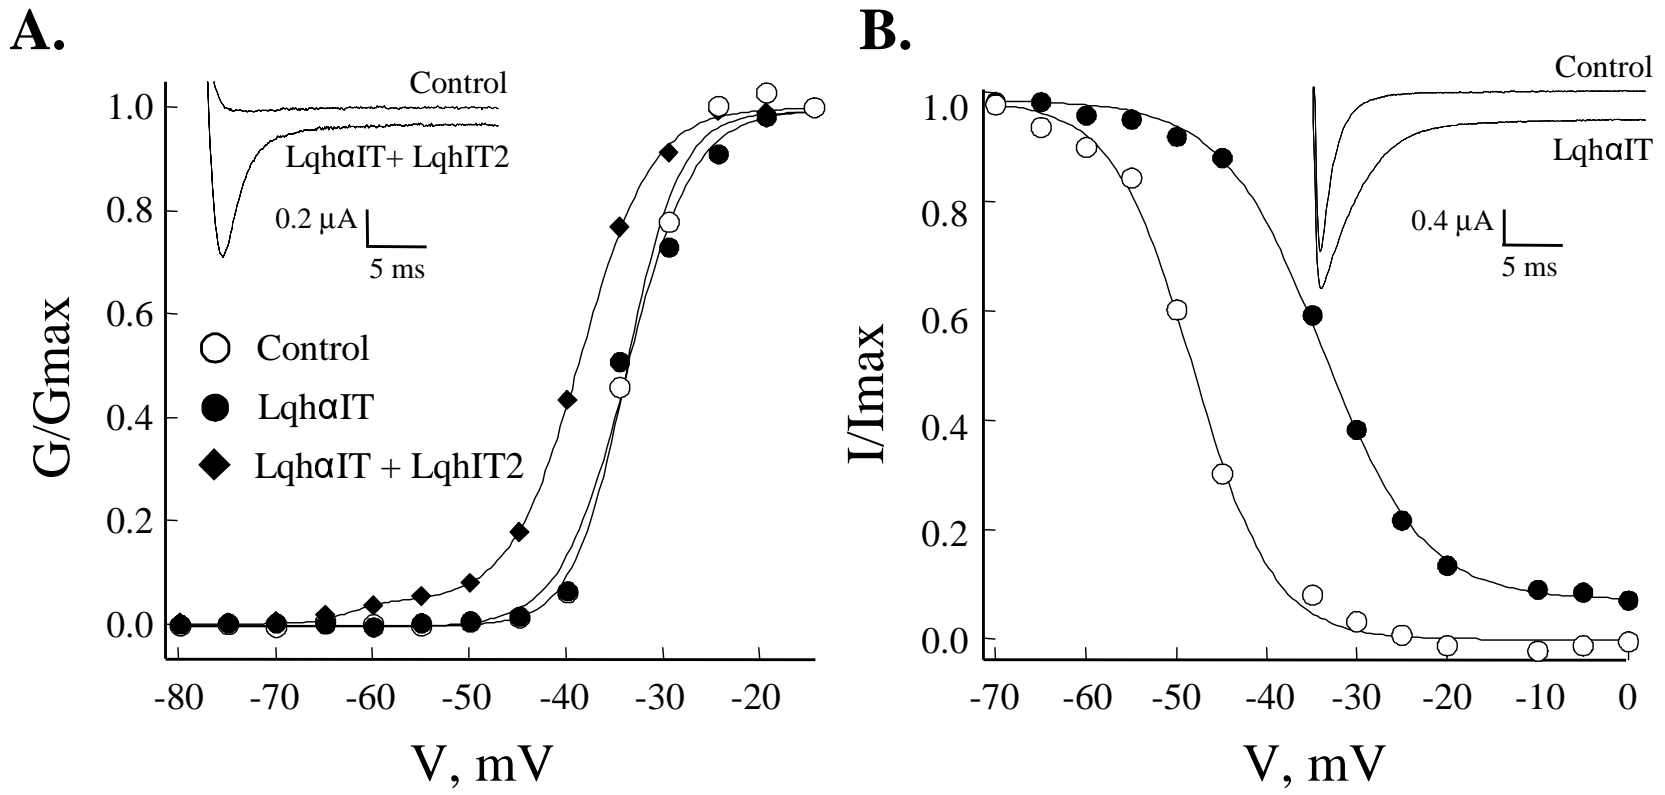 A.
Control
LqhαIT+ LqhIT2
0.2 µA
5 ms
Control
LqhαIT
LqhαIT + LqhIT2
G/Gmax
1.0
0.8
0.6
0.4
0.2
0.0
-80 -70 -60 -50 -40 -30 -20
V, mV
B.
Control
LqhαIT
0.4 µA
5 ms
I/Imax
1.0
0.8
0.6
0.4
0.2
0.0
-70 -60 -50 -40 -30 -20 -10 0
V, mV